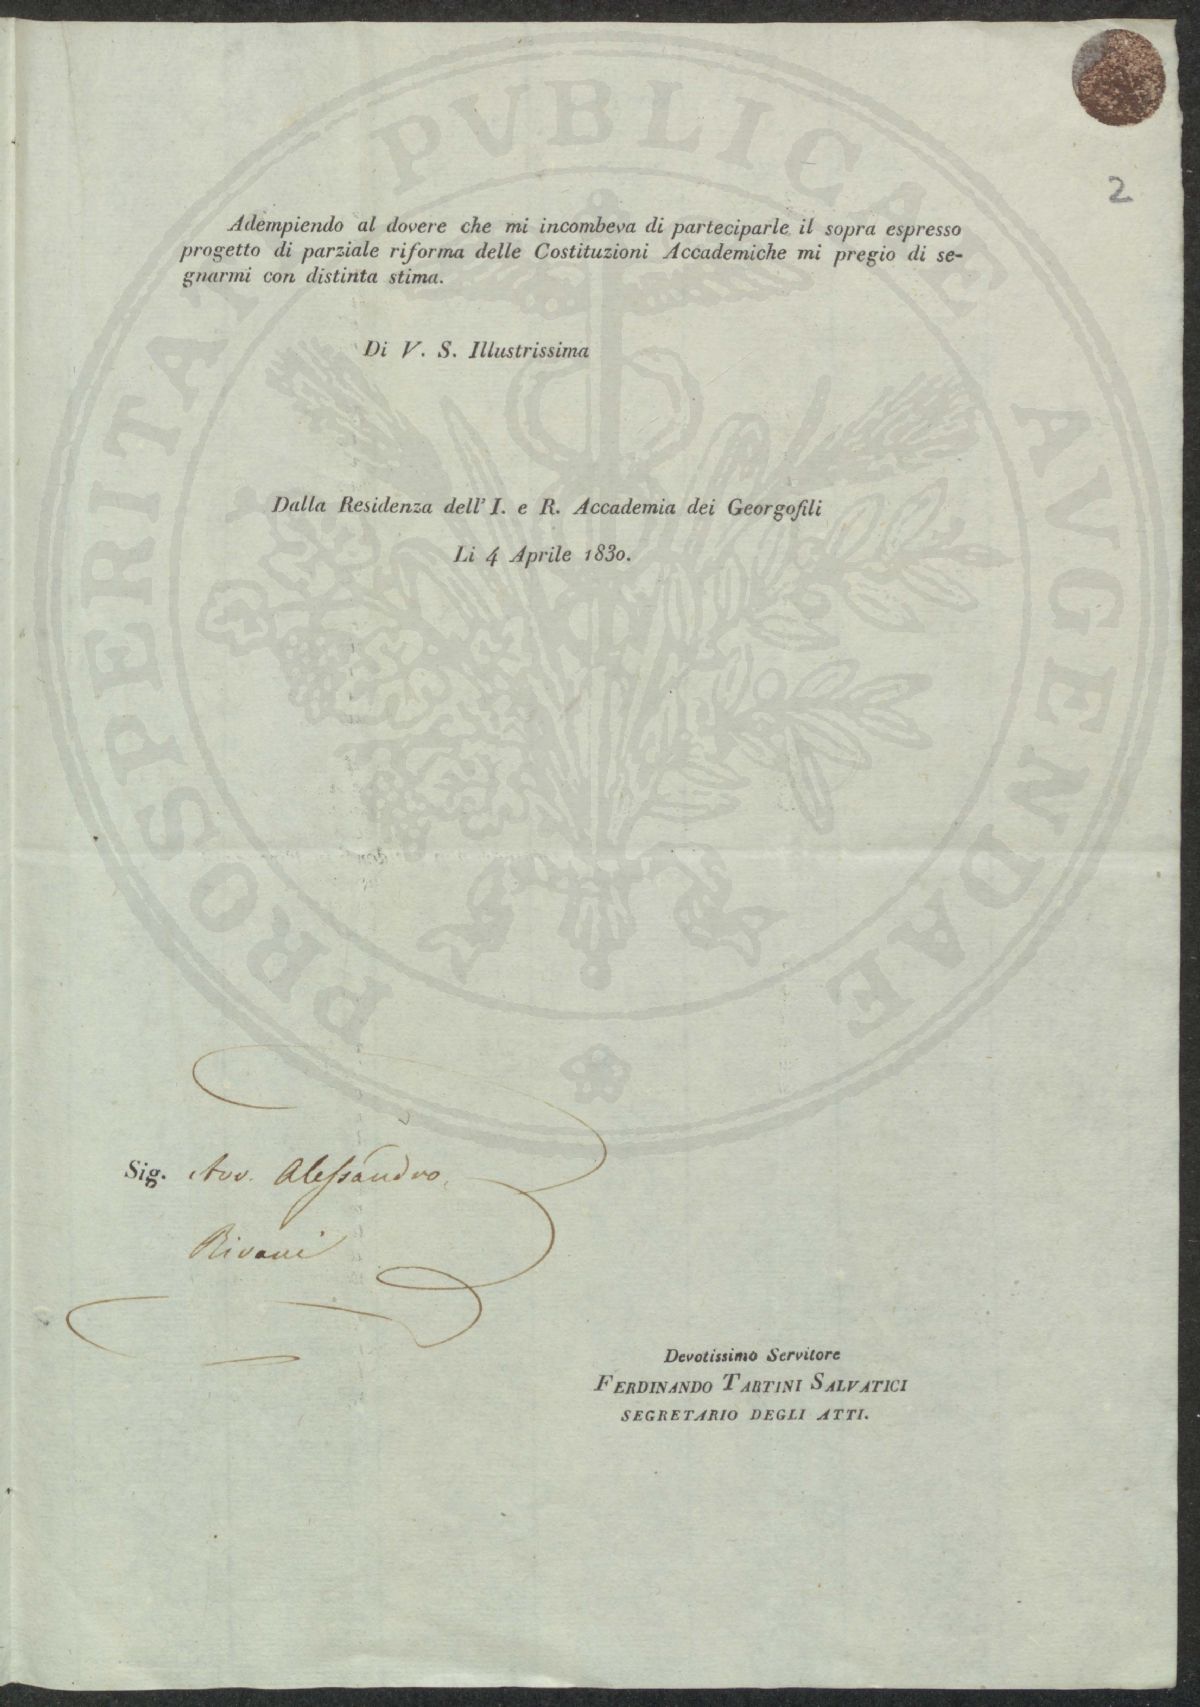 PROSPERITATI PVBLICAE AVGENDAE
2
Adempiendo al dovere che mi incombeva di parteciparle il sopra espresso
progetto di parziale riforma delle Costituzioni Accademiche mi pregio di se-
gnarmi con distinta stima.
Di V. S. Illustrissima
Dalla Residenza dell' I. e R. Accademia dei Georgofili
Li 4 Aprile 1830.
Sig. Avv. Alessandro
Rivani
Devotissimo Servitore
FERDINANDO TARTINI SALVATICI
SEGRETARIO DEGLI ATTI.